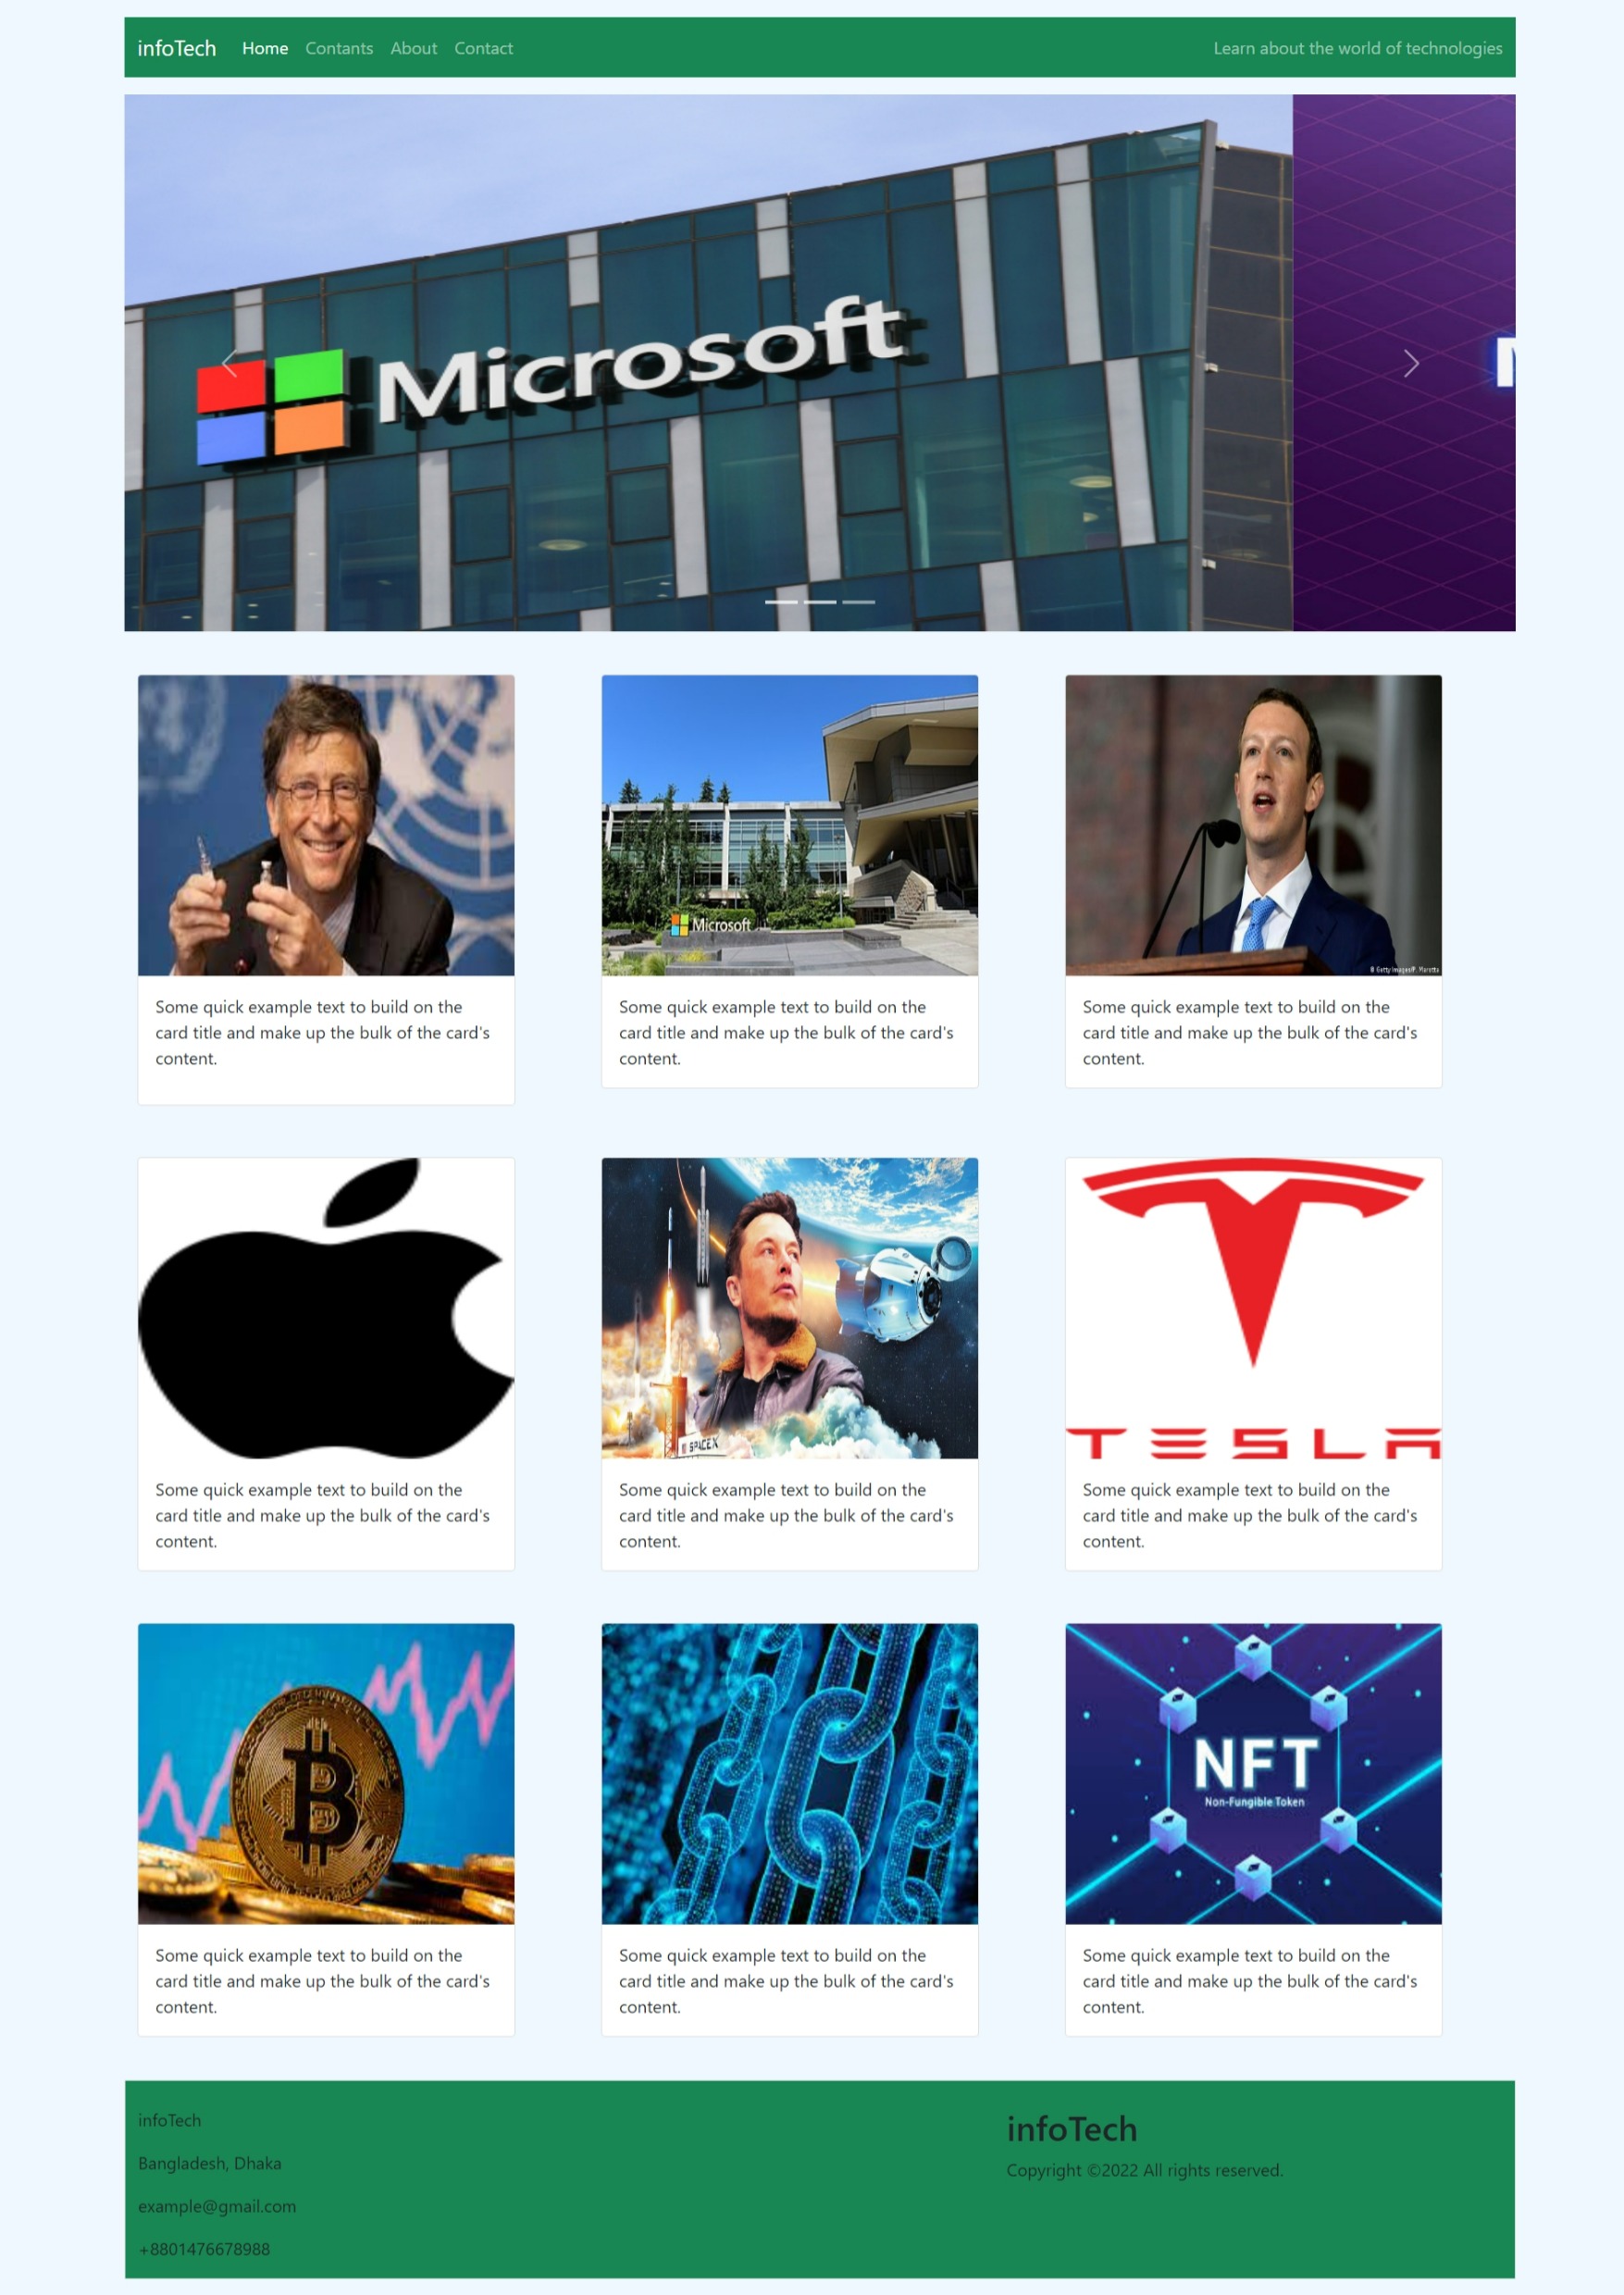 infoTech Home Contants About Contact Learn about the world of technologies
Microsoft
Microsoft
© Getty Images/P. Marotta
Some quick example text to build on the
card title and make up the bulk of the card's
content.
Some quick example text to build on the
card title and make up the bulk of the card's
content.
Some quick example text to build on the
card title and make up the bulk of the card's
content.
SPACEX
TESLA
Some quick example text to build on the
card title and make up the bulk of the card's
content.
Some quick example text to build on the
card title and make up the bulk of the card's
content.
Some quick example text to build on the
card title and make up the bulk of the card's
content.
B
NFT
Non-Fungible Token
Some quick example text to build on the
card title and make up the bulk of the card's
content.
Some quick example text to build on the
card title and make up the bulk of the card's
content.
Some quick example text to build on the
card title and make up the bulk of the card's
content.
infoTech
Bangladesh, Dhaka
example@gmail.com
+8801476678988
infoTech
Copyright ©2022 All rights reserved.